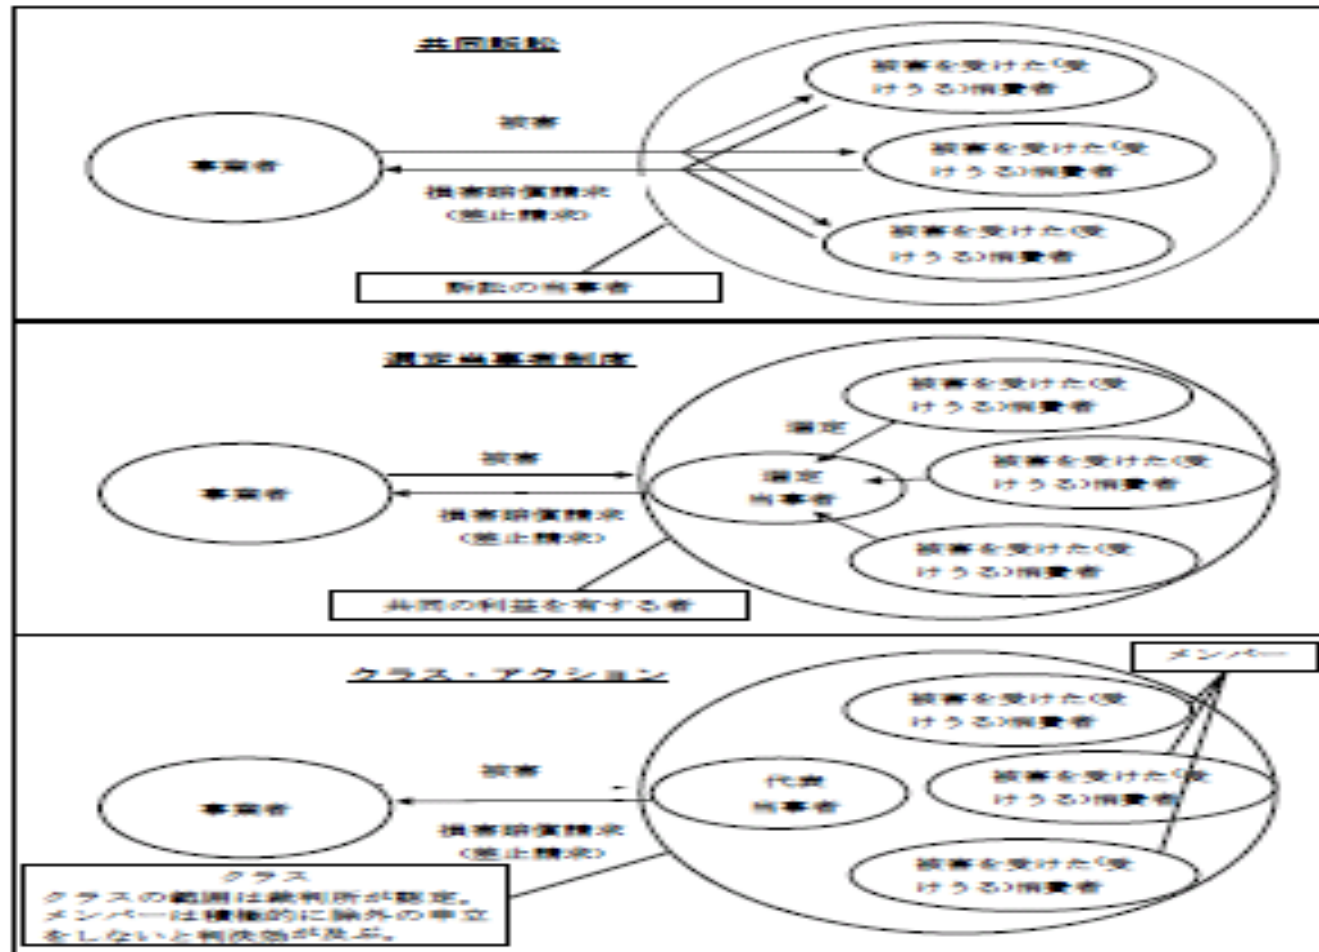 共同訴訟
被害を受けた(受
けうる)消費者
被害
事業者
被害を受けた(受
けうる)消費者
損害賠償請求
(差止請求)
被害を受けた(受
けうる)消費者
訴訟の当事者
選定当事者制度
被害を受けた(受
けうる)消費者
選定
被害
事業者
選定
当事者
被害を受けた(受
けうる)消費者
損害賠償請求
(差止請求)
被害を受けた(受
けうる)消費者
共同の利益を有する者
メンバー
クラス・アクション
被害を受けた(受
けうる)消費者
被害
事業者
代表
当事者
被害を受けた(受
けうる)消費者
損害賠償請求
(差止請求)
被害を受けた(受
けうる)消費者
クラス
クラスの範囲は裁判所が認定。
メンバーは積極的に除外の申立
をしないと判決効が及ぶ。